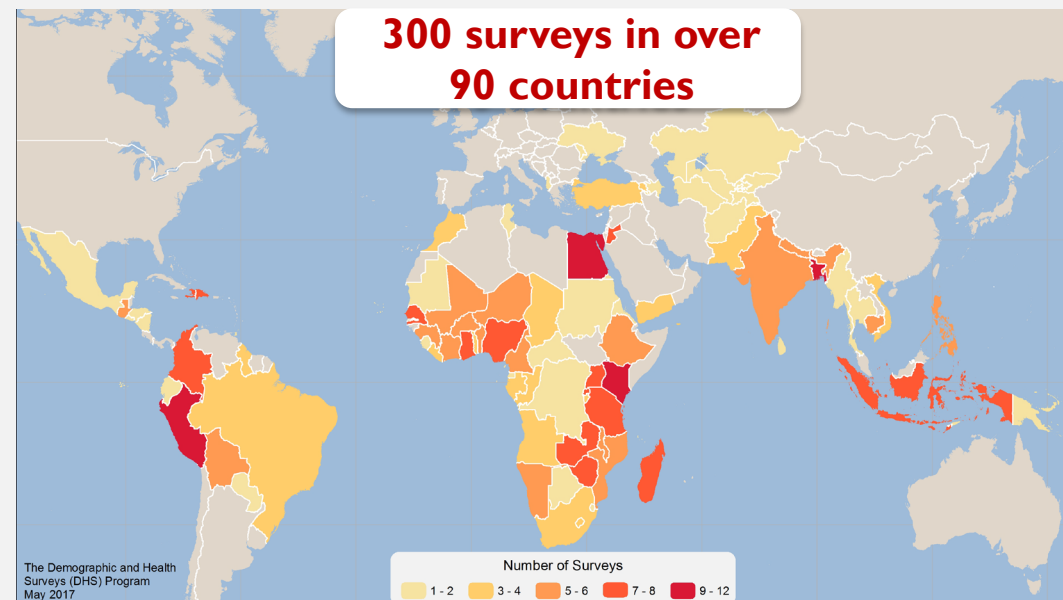 300 surveys in over
90 countries
The Demographic and Health
Surveys (DHS) Program
May 2017
Number of Surveys
1 - 2
3 - 4
5 - 6
7 - 8
9 - 12